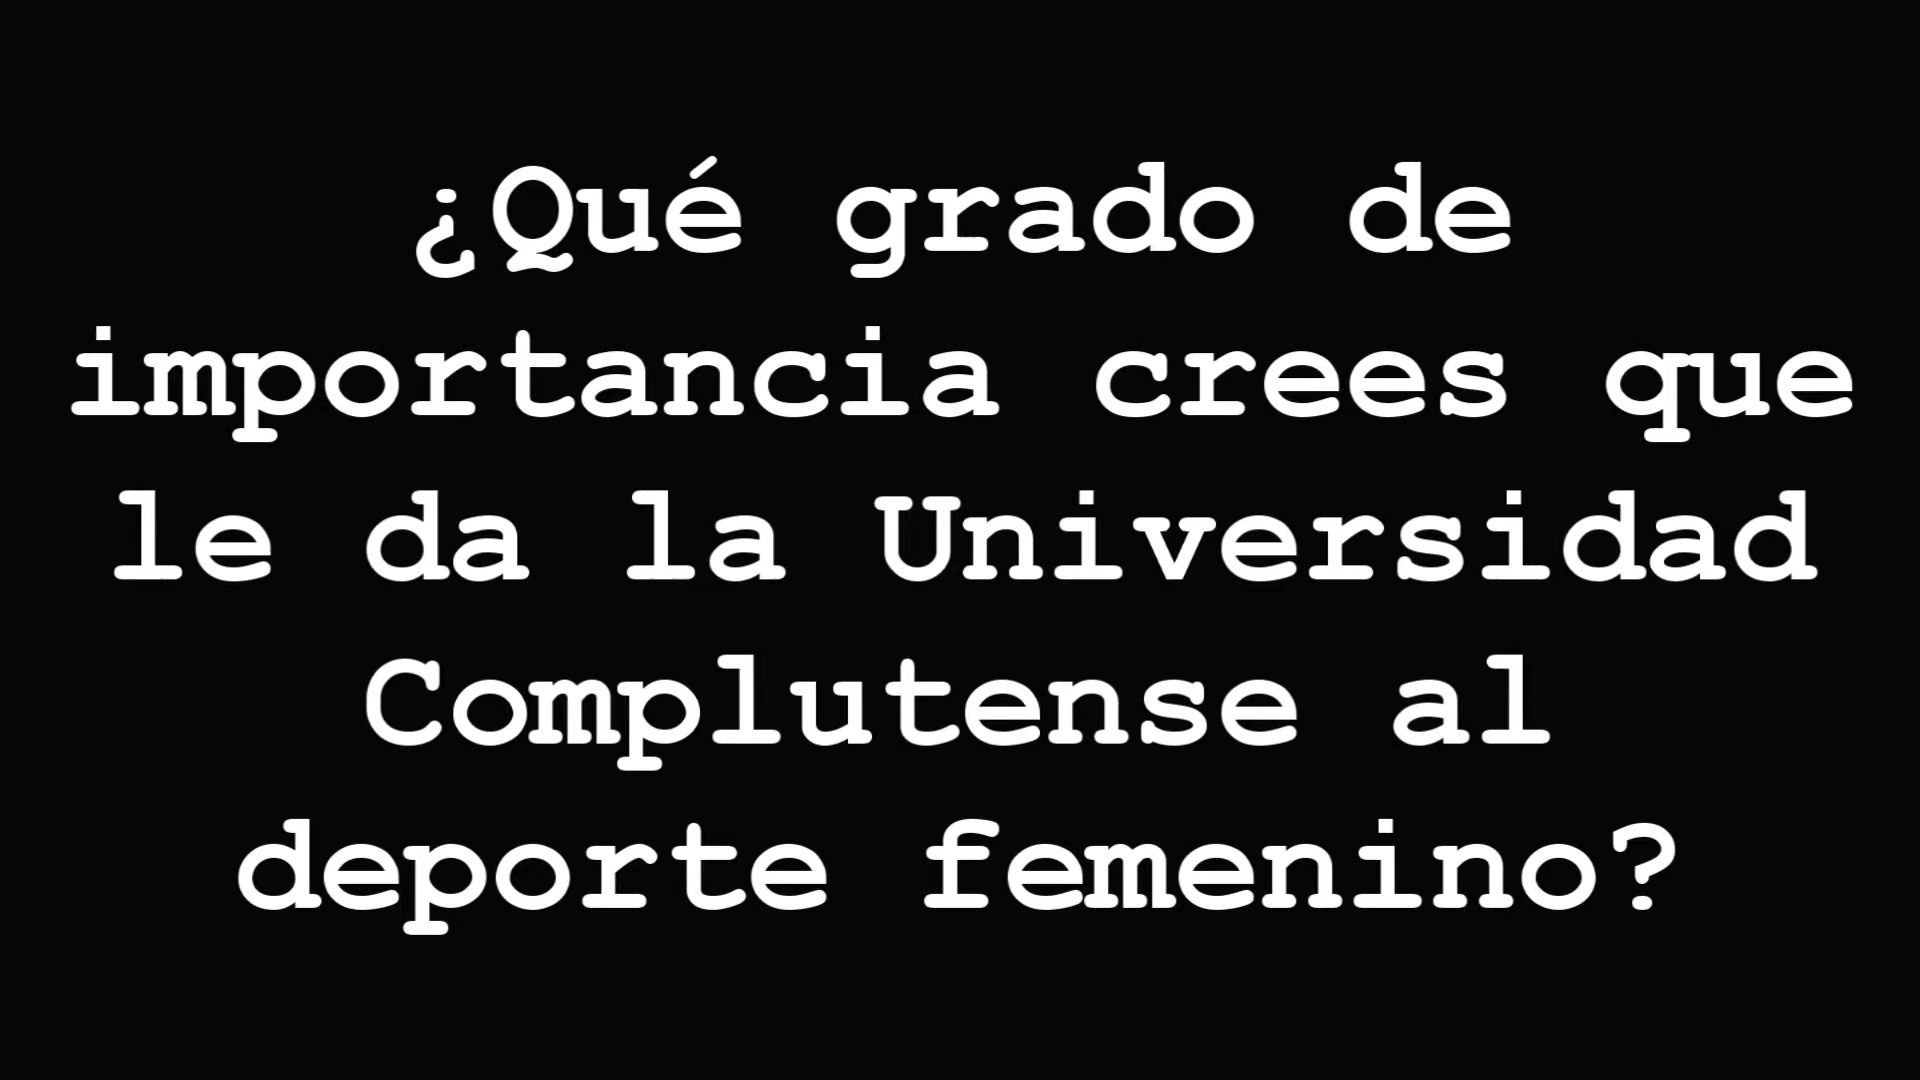 ¿Qué grado de
importancia crees que
le da la Universidad
Complutense al
deporte femenino?